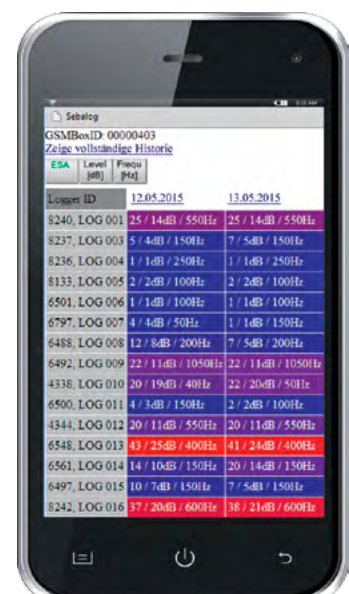 Sebalog
GSMBoxID: 00000403
Zeige vollständige Historie
ESA Level [dB] Frequ [Hz]
Logger ID 12.05.2015 13.05.2015
8240, LOG 001 25 / 14dB / 550Hz 25 / 14dB / 550Hz
8237, LOG 003 5 / 4dB / 150Hz 7 / 5dB / 150Hz
8236, LOG 004 1 / 1dB / 250Hz 1 / 1dB / 250Hz
8133, LOG 005 2 / 2dB / 100Hz 2 / 2dB / 100Hz
6501, LOG 006 1 / 1dB / 100Hz 1 / 1dB / 100Hz
6797, LOG 007 4 / 4dB / 50Hz 1 / 1dB / 150Hz
6488, LOG 008 12 / 8dB / 200Hz 7 / 5dB / 200Hz
6492, LOG 009 22 / 11dB / 1050Hz 22 / 11dB / 1050Hz
4338, LOG 010 20 / 19dB / 40Hz 22 / 20dB / 50Hz
6500, LOG 011 4 / 3dB / 150Hz 2 / 2dB / 100Hz
4344, LOG 012 20 / 11dB / 550Hz 20 / 11dB / 550Hz
6548, LOG 013 43 / 25dB / 400Hz 41 / 24dB / 400Hz
6561, LOG 014 14 / 10dB / 150Hz 20 / 14dB / 150Hz
6497, LOG 015 10 / 7dB / 150Hz 7 / 5dB / 150Hz
8242, LOG 016 37 / 20dB / 600Hz 38 / 21dB / 600Hz